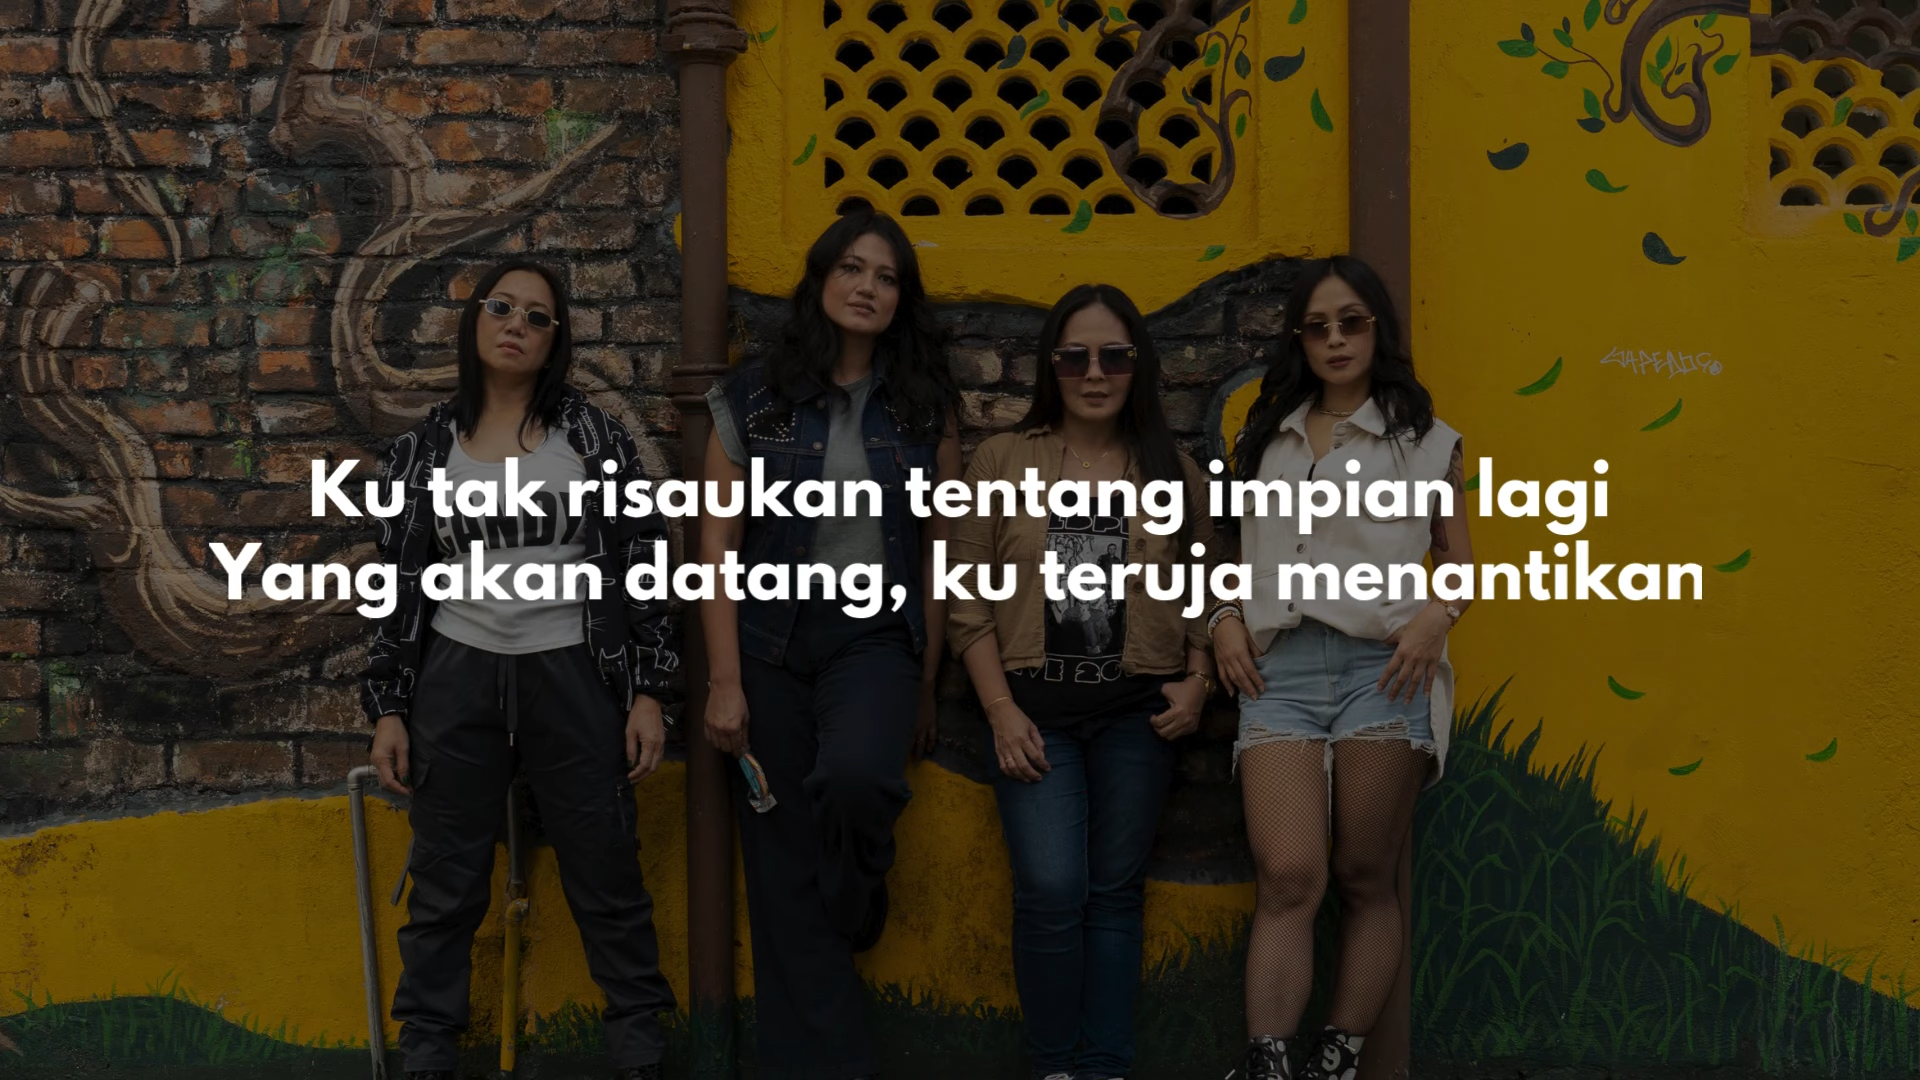 Ku tak risaukan tentang impian lagi
Yang akan datang, ku teruja menantikan